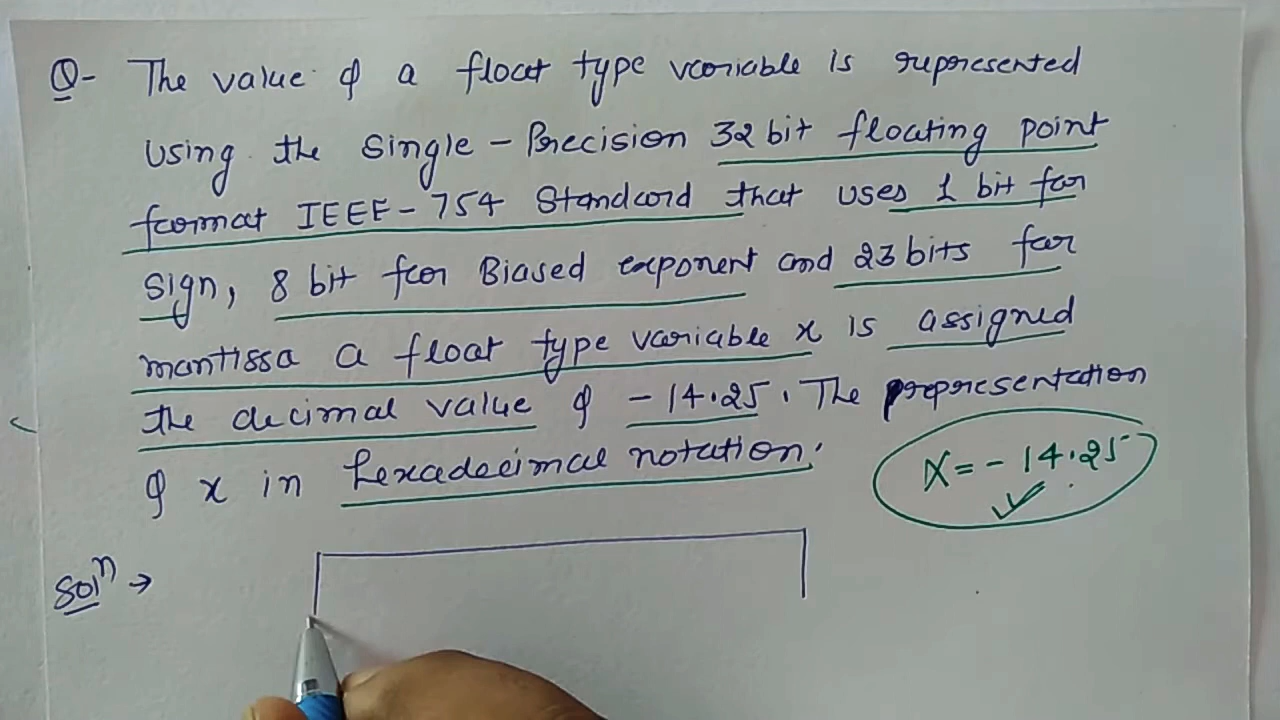 Q- The value of a float type variable is represented
using the single-Precision 32 bit floating point
format IEEE-754 Standard that uses 1 bit for
sign, 8 bit for Biased exponent and 23 bits for
mantissa a float type variable x is assigned
the decimal value of -14.25. The representation
of x in hexadecimal notation.
X = - 14.25
Solⁿ →